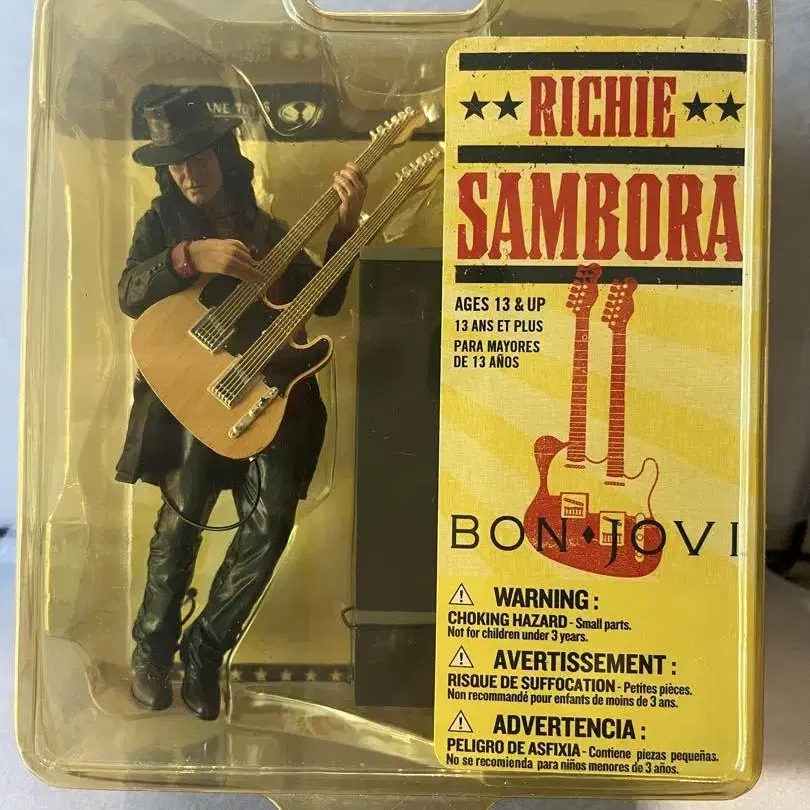 RICHIE
SAMBORA
AGES 13 & UP
13 ANS ET PLUS
PARA MAYORES
DE 13 AÑOS
BON JOVI
WARNING :
CHOKING HAZARD - Small parts.
Not for children under 3 years.
AVERTISSEMENT :
RISQUE DE SUFFOCATION - Petites pièces.
Non recommandé pour enfants de moins de 3 ans.
ADVERTENCIA :
PELIGRO DE ASFIXIA - Contiene piezas pequeñas.
No se recomienda para niños menores de 3 años.